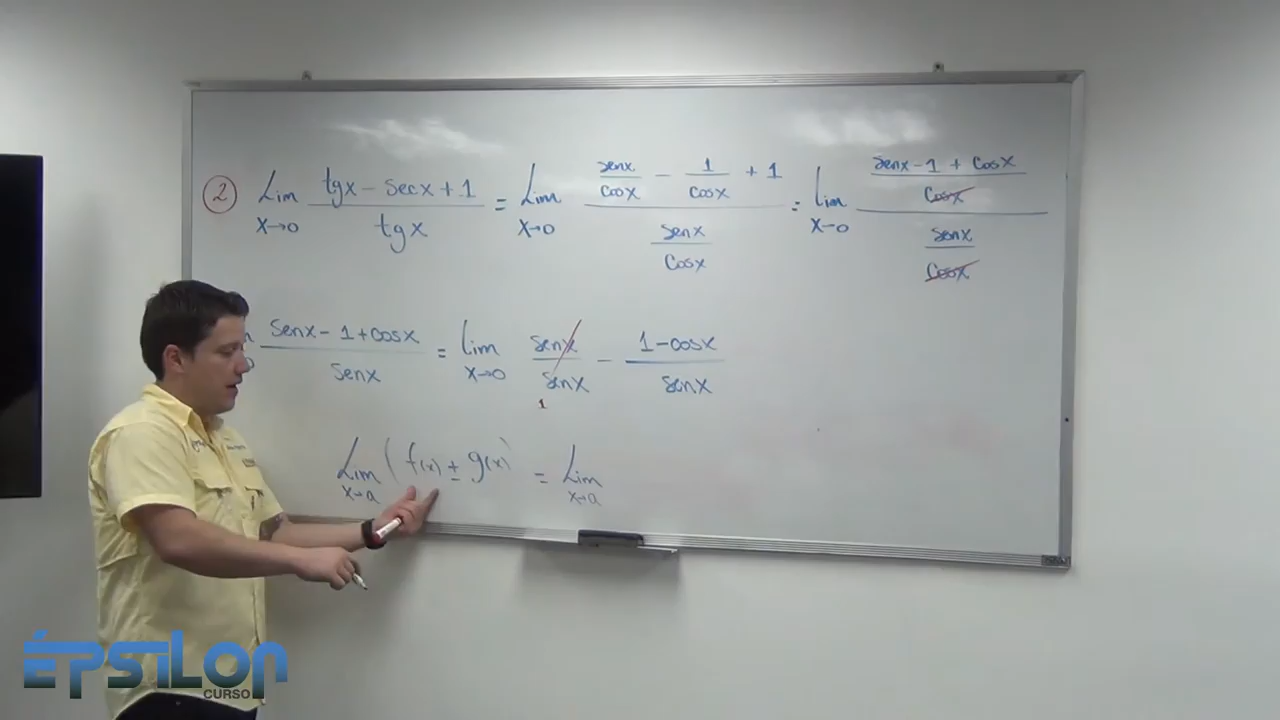 ② Lim x→0 (tgx - secx + 1)/(tgx) = Lim x→0 (senx/cosx - 1/cosx + 1)/(senx/cosx) = Lim x→0 ((senx - 1 + cosx)/cosx)/(senx/cosx)
(senx - 1 + cosx)/(senx) = Lim x→0 senx/senx - (1 - cosx)/(senx)
1
Lim x→a (f(x) ± g(x)) = Lim x→a
ÉPSILON
CURSO